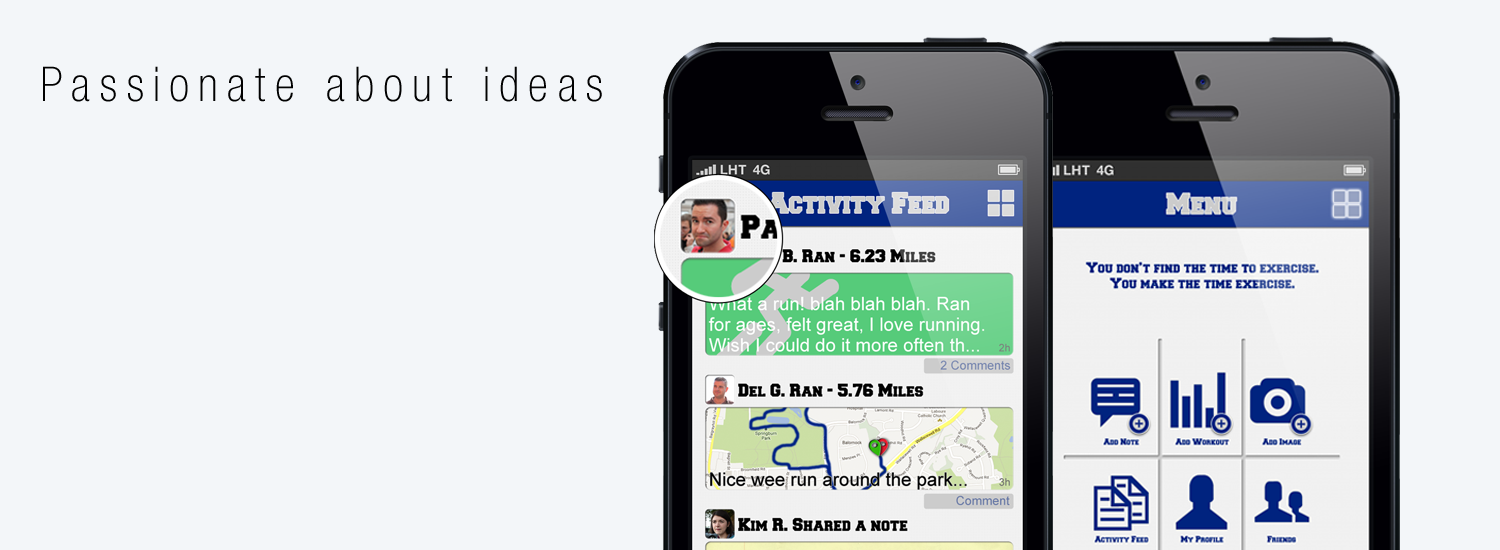 Passionate about ideas
LHT 4G
Activity Feed
Pa
B. Ran - 6.23 Miles
What a run! blah blah blah. Ran
for ages, felt great, I love running.
Wish I could do it more often th...
2h
2 Comments
Del G. Ran - 5.76 Miles
Springburn
Park
Nice wee run around the park...
3h
Comment
Kim R. Shared a note
LHT 4G
Menu
You don't find the time to exercise.
You make the time exercise.
Add Note
Add Workout
Add Image
Activity Feed
My Profile
Friends